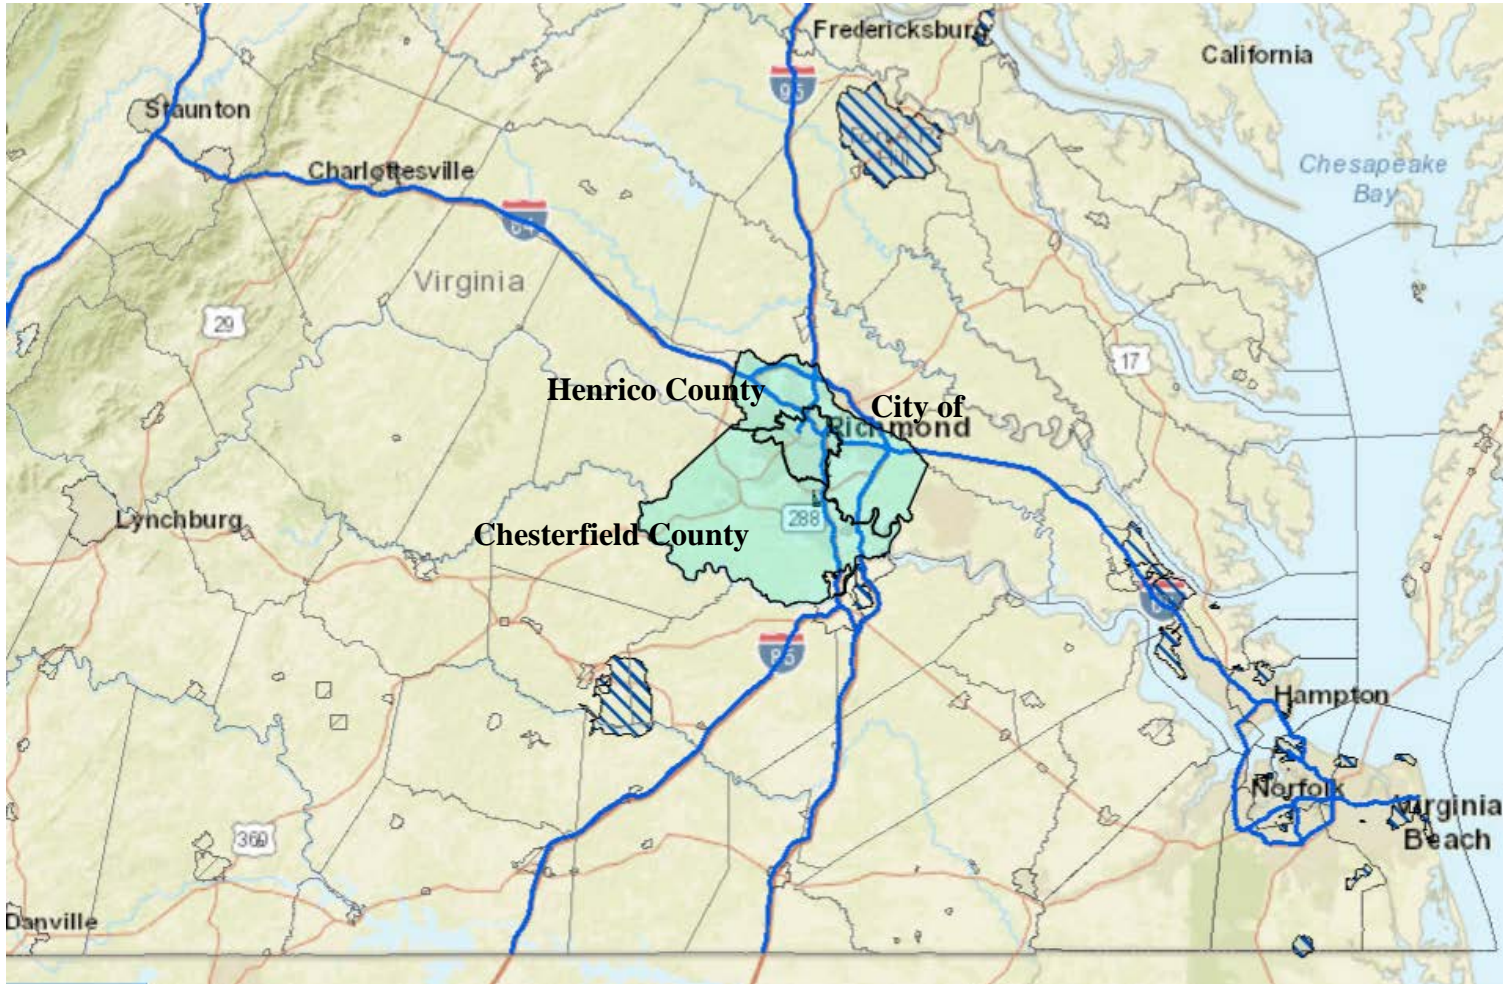 Fredericksburg
California
95
Staunton
Charlottesville
Chesapeake
Bay
64
Virginia
29
17
Henrico County
City of
Richmond
Lynchburg
288
Chesterfield County
85
Hampton
Norfolk
Virginia
Beach
360
Danville